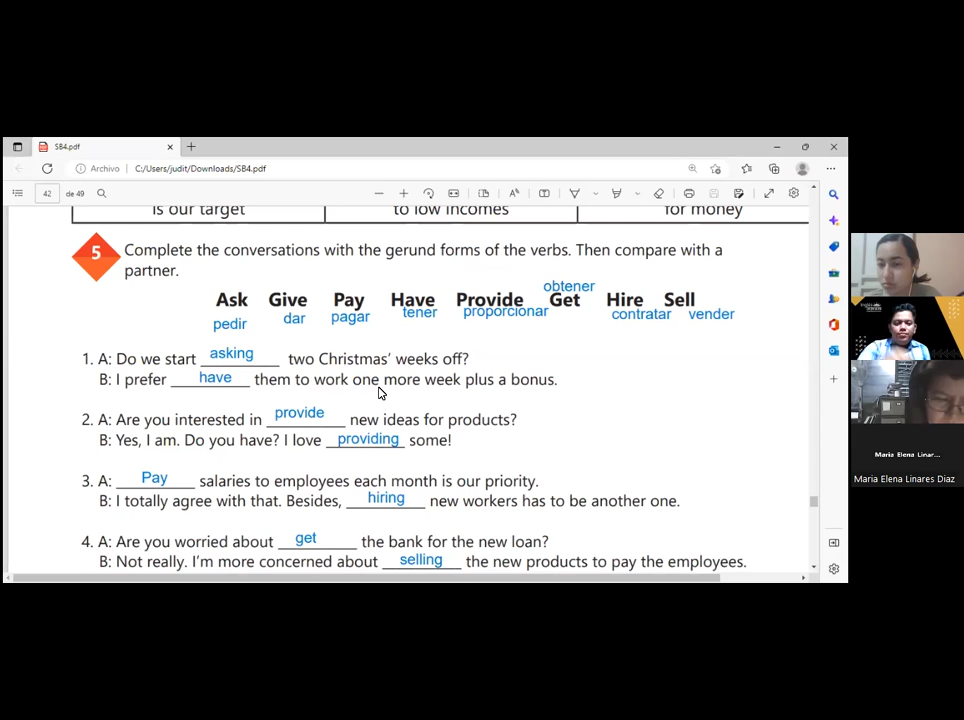 SB4.pdf
Archivo C:/Users/judit/Downloads/SB4.pdf
42 de 49
is our target to low incomes for money
5 Complete the conversations with the gerund forms of the verbs. Then compare with a
partner.
obtener
Ask Give Pay Have Provide Get Hire Sell
pedir dar pagar tener proporcionar contratar vender
1. A: Do we start asking two Christmas' weeks off?
B: I prefer have them to work one more week plus a bonus.
2. A: Are you interested in provide new ideas for products?
B: Yes, I am. Do you have? I love providing some!
3. A: Pay salaries to employees each month is our priority.
B: I totally agree with that. Besides, hiring new workers has to be another one.
4. A: Are you worried about get the bank for the new loan?
B: Not really. I'm more concerned about selling the new products to pay the employees.
Maria Elena Linar...
Maria Elena Linares Diaz